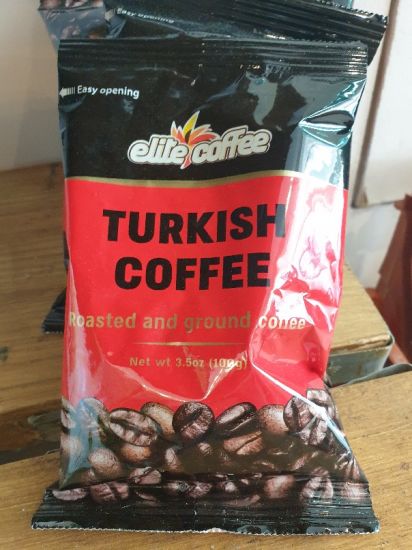 Easy opening
elite coffee
TURKISH
COFFEE
Roasted and ground coffee
Net wt 3.5oz (100g)